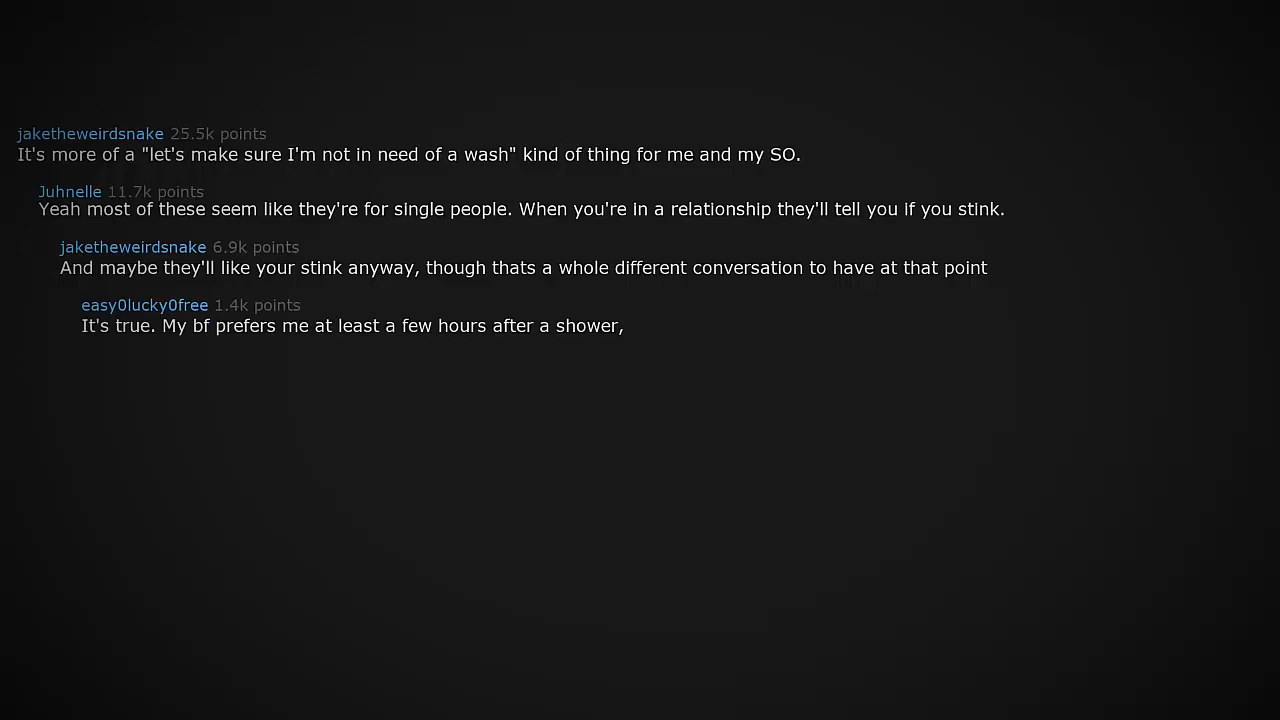 jaketheweirdsnake 25.5k points
It's more of a "let's make sure I'm not in need of a wash" kind of thing for me and my SO.
Juhnelle 11.7k points
Yeah most of these seem like they're for single people. When you're in a relationship they'll tell you if you stink.
jaketheweirdsnake 6.9k points
And maybe they'll like your stink anyway, though thats a whole different conversation to have at that point
easy0lucky0free 1.4k points
It's true. My bf prefers me at least a few hours after a shower,